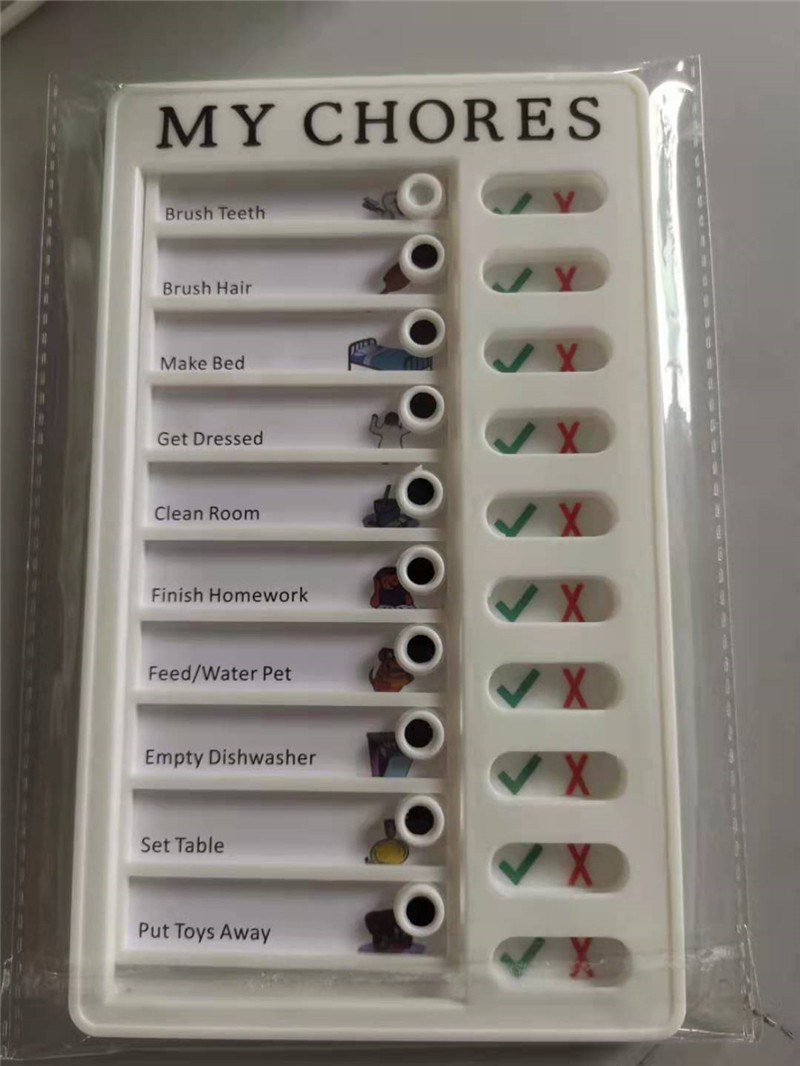 MY CHORES
Brush Teeth
Brush Hair
Make Bed
Get Dressed
Clean Room
Finish Homework
Feed/Water Pet
Empty Dishwasher
Set Table
Put Toys Away